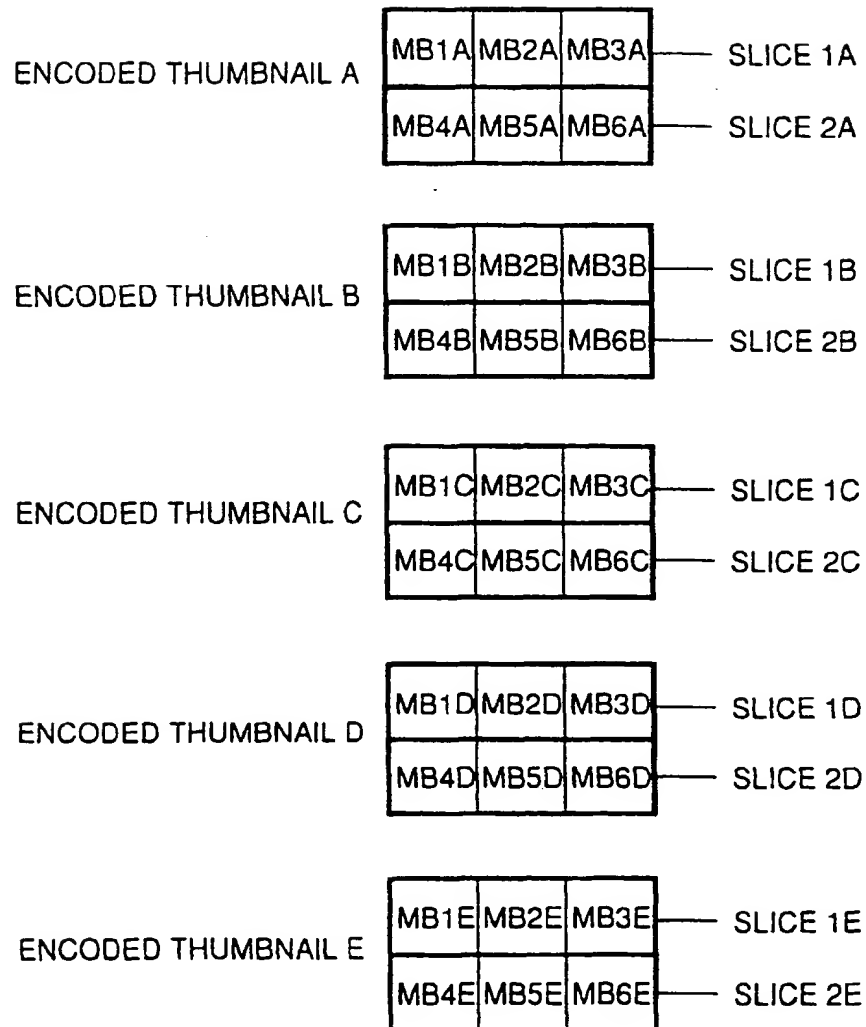 MB1A MB2A MB3A SLICE 1A
ENCODED THUMBNAIL A
MB4A MB5A MB6A SLICE 2A
MB1B MB2B MB3B SLICE 1B
ENCODED THUMBNAIL B
MB4B MB5B MB6B SLICE 2B
MB1C MB2C MB3C SLICE 1C
ENCODED THUMBNAIL C
MB4C MB5C MB6C SLICE 2C
MB1D MB2D MB3D SLICE 1D
ENCODED THUMBNAIL D
MB4D MB5D MB6D SLICE 2D
MB1E MB2E MB3E SLICE 1E
ENCODED THUMBNAIL E
MB4E MB5E MB6E SLICE 2E